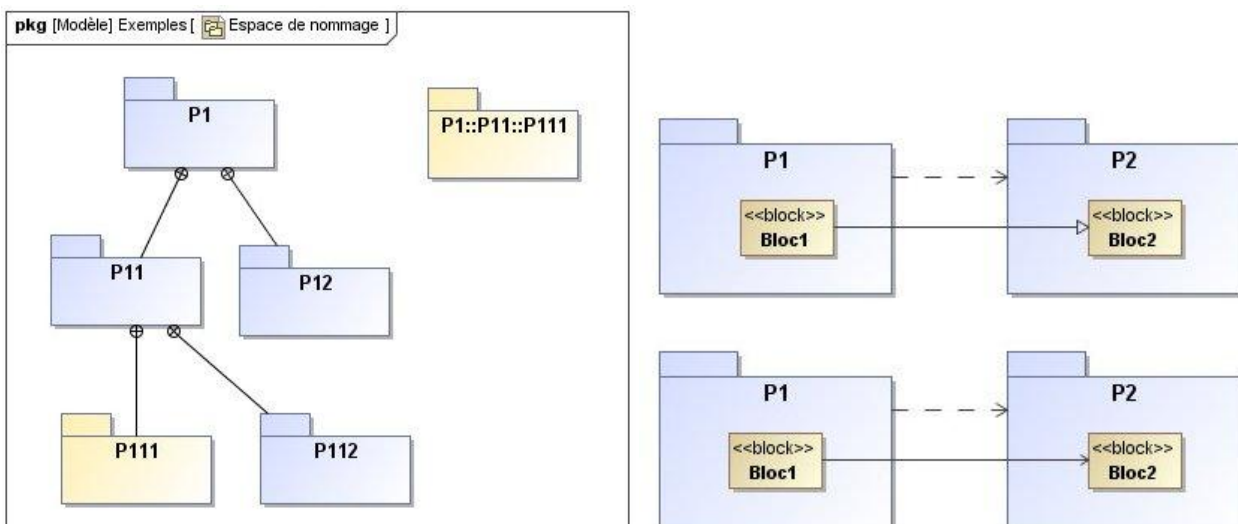 pkg [Modèle] Exemples [ Espace de nommage ]
P1
P1::P11::P111
P11
P12
P111
P112
P1
P2
<<block>>
Bloc1
<<block>>
Bloc2
P1
P2
<<block>>
Bloc1
<<block>>
Bloc2